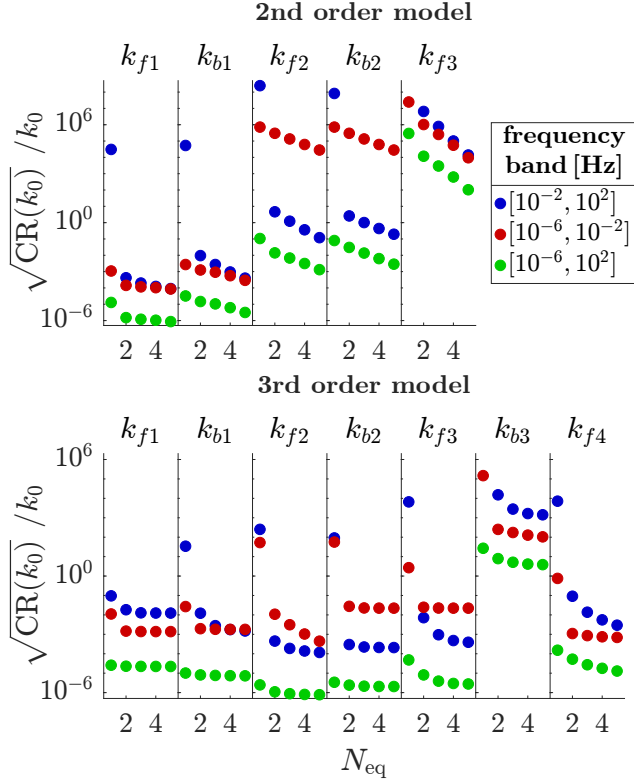 2nd order model
k_{f1} k_{b1} k_{f2} k_{b2} k_{f3}
10^6
10^0
10^{-6}
√CR(k_0) /k_0
2 4 2 4 2 4 2 4 2 4
frequency
band [Hz]
[10^{-2}, 10^2]
[10^{-6}, 10^{-2}]
[10^{-6}, 10^2]
3rd order model
k_{f1} k_{b1} k_{f2} k_{b2} k_{f3} k_{b3} k_{f4}
10^6
10^0
10^{-6}
√CR(k_0) /k_0
2 4 2 4 2 4 2 4 2 4 2 4 2 4
N_{eq}